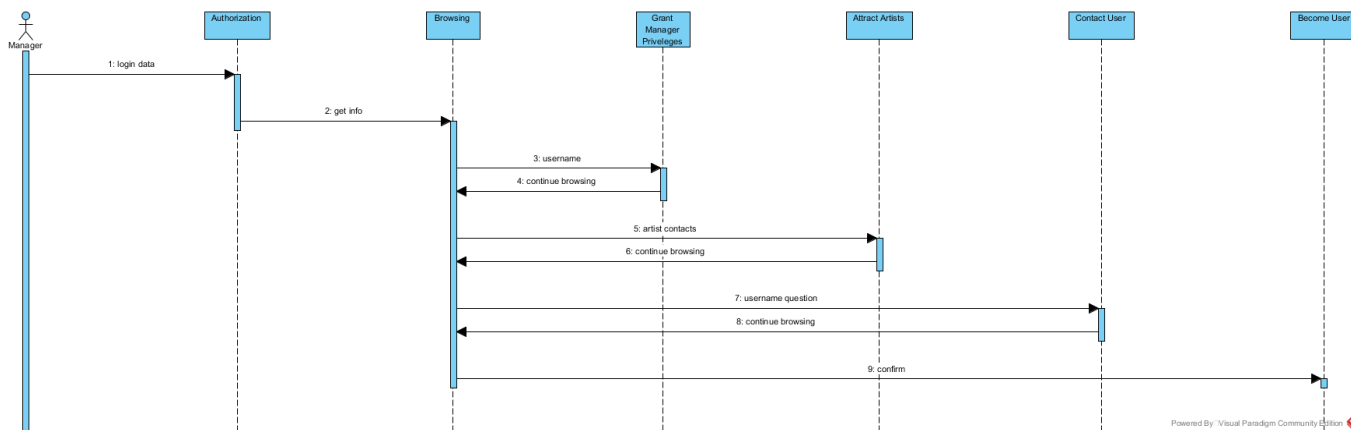 Manager
Authorization
Browsing
Grant
Manager
Priveleges
Attract Artists
Contact User
Become User
1: login data
2: get info
3: username
4: continue browsing
5: artist contacts
6: continue browsing
7: username question
8: continue browsing
9: confirm
Powered By Visual Paradigm Community Edition